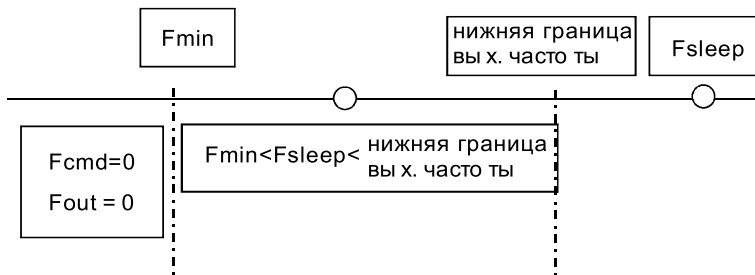 Fmin
нижняя граница
вы х. часто ты
Fsleep
Fcmd=0
Fout = 0
Fmin<Fsleep< нижняя граница
вы х. часто ты